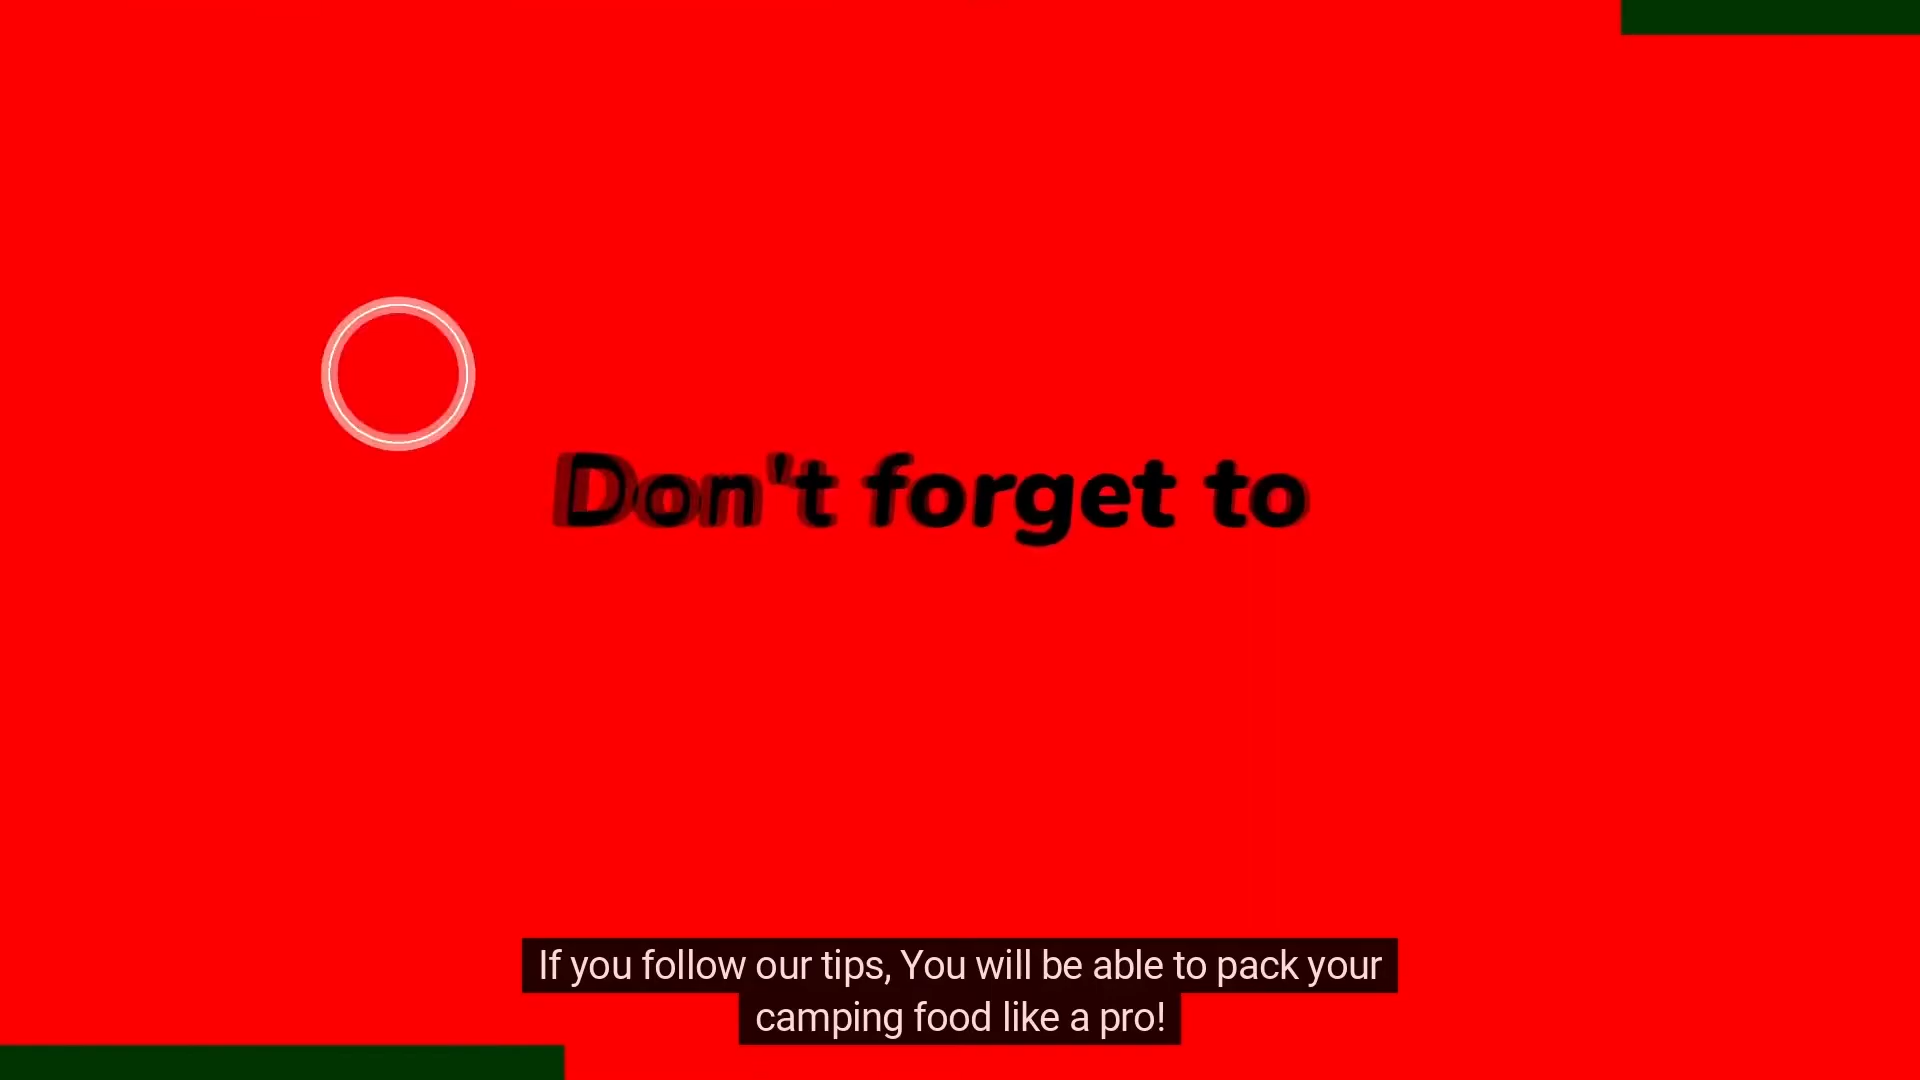 Don't forget to
If you follow our tips, You will be able to pack your
camping food like a pro!